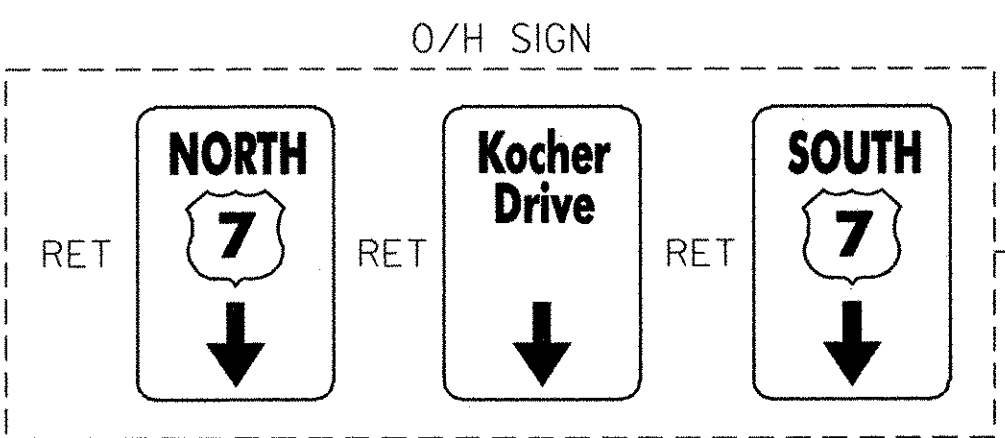 O/H SIGN
RET
NORTH
7
RET
Kocher
Drive
RET
SOUTH
7